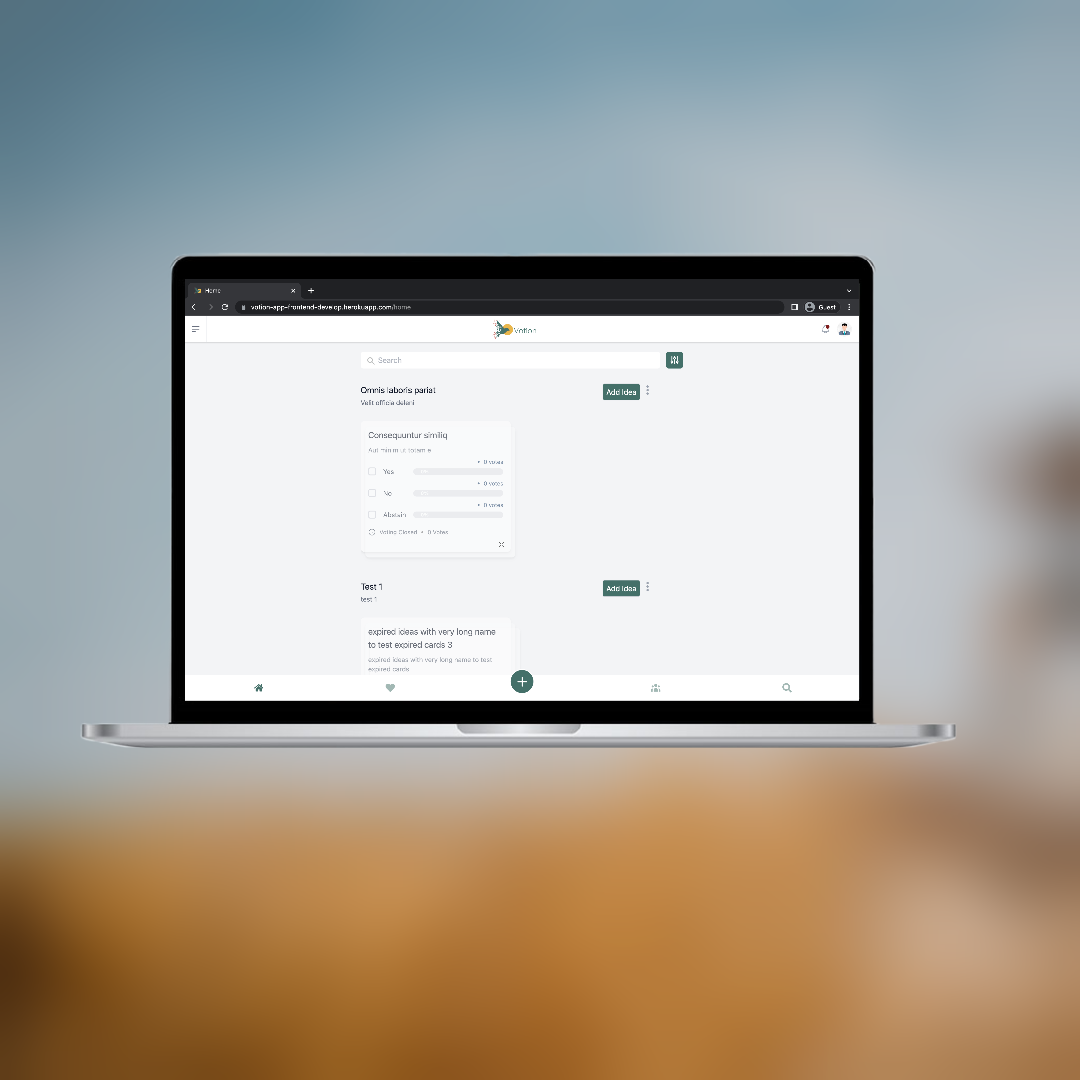 Home
votion-app-frontend-develop.herokuapp.com/home
Guest
Votion
Search
Omnis laboris pariat
Add Idea
Velit officia deleni
Consequuntur similiq
Aut min in ut totam e
• 0 votes
Yes
• 0 votes
No
• 0 votes
Abstain
Voting Closed • 0 Votes
Test 1
Add Idea
test 1
expired ideas with very long name
to test expired cards 3
expired ideas with very long name to test
expired cards